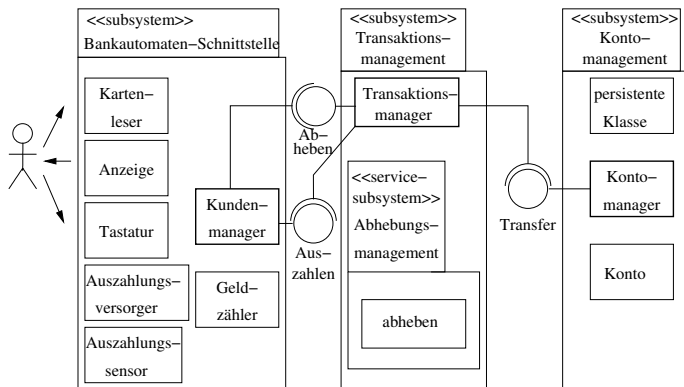 <<subsystem>>
Bankautomaten–Schnittstelle
Karten–
leser
Anzeige
Tastatur
Auszahlungs–
versorger
Auszahlungs–
sensor
Kunden–
manager
Geld–
zähler
Ab–
heben
Aus–
zahlen
<<subsystem>>
Transaktions–
management
Transaktions–
manager
<<service–
subsystem>>
Abhebungs–
management
abheben
Transfer
<<subsystem>>
Konto–
management
persistente
Klasse
Konto–
manager
Konto